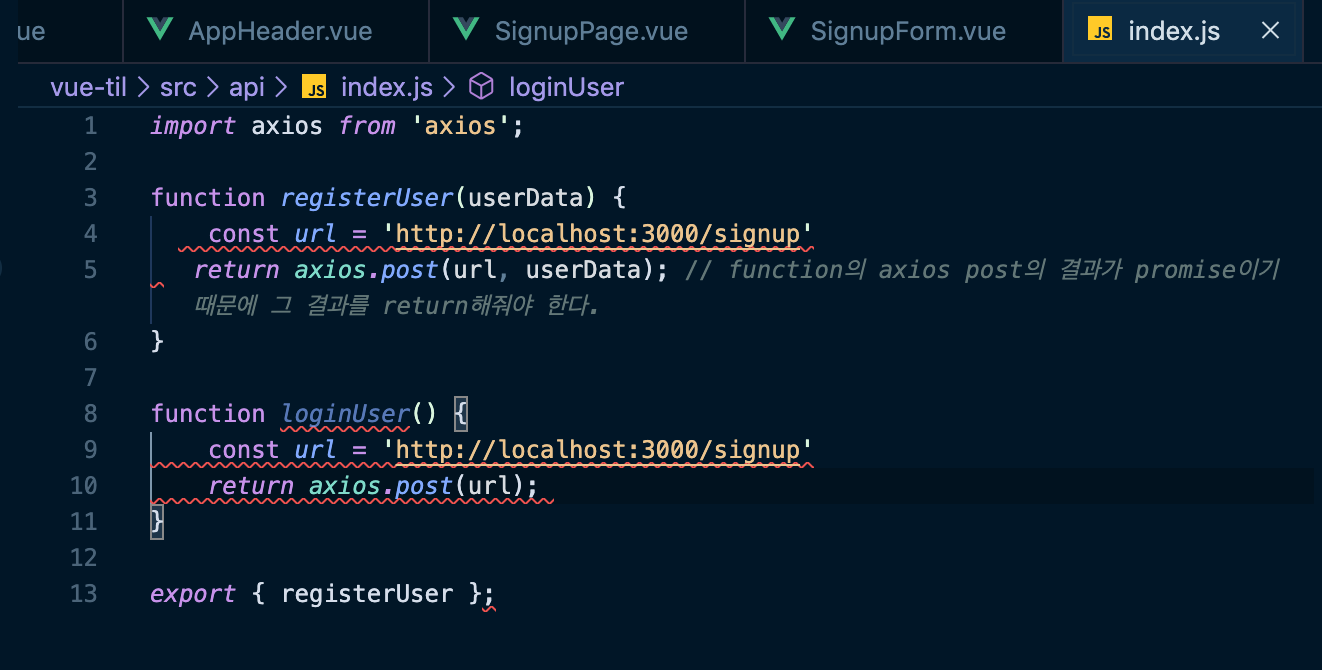 ue AppHeader.vue SignupPage.vue SignupForm.vue JS index.js
vue-til > src > api > JS index.js > loginUser
1 import axios from 'axios';
2
3 function registerUser(userData) {
4 const url = 'http://localhost:3000/signup'
5 return axios.post(url, userData); // function의 axios post의 결과가 promise이기
때문에 그 결과를 return해줘야 한다.
6 }
7
8 function loginUser() {
9 const url = 'http://localhost:3000/signup'
10 return axios.post(url);
11 }
12
13 export { registerUser };